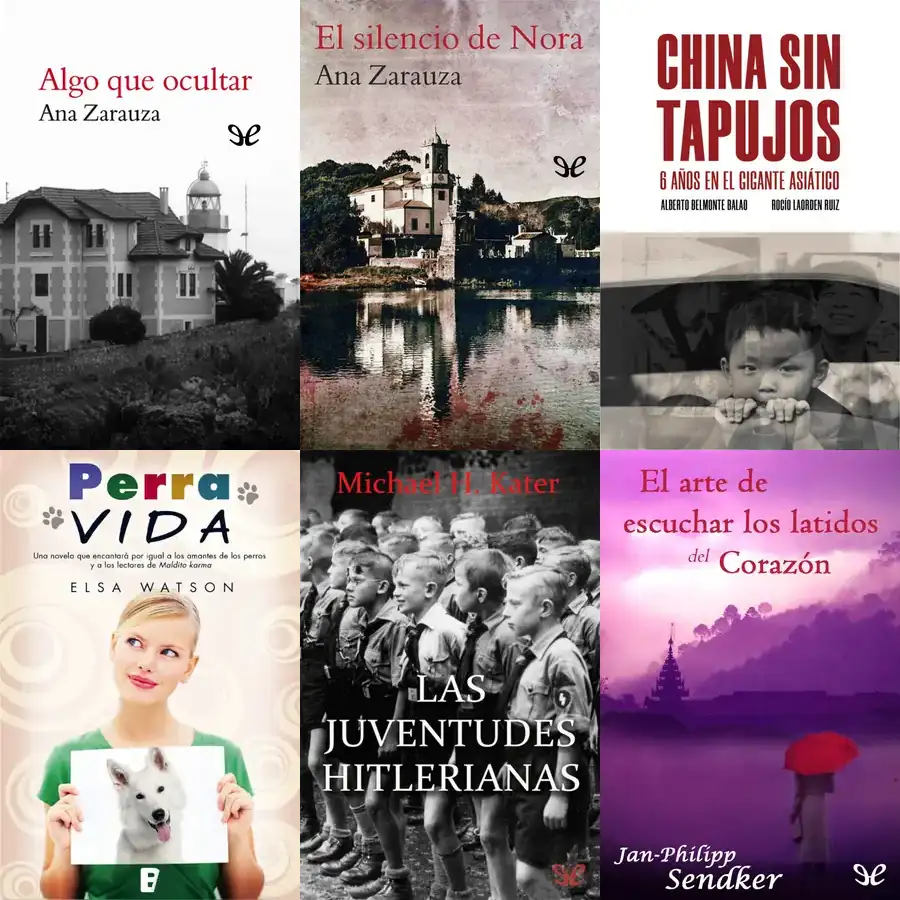 Algo que ocultar
Ana Zarauza
El silencio de Nora
Ana Zarauza
CHINA SIN
TAPUJOS
6 AÑOS EN EL GIGANTE ASIÁTICO
ALBERTO BELMONTE BALAO ROCÍO LAORDEN RUIZ
Perra
VIDA
Una novela que encantará por igual a los amantes de los perros
y a los lectores de Maldito karma
ELSA WATSON
B
Michael H. Kater
LAS
JUVENTUDES
HITLERIANAS
El arte de
escuchar los latidos
del Corazón
Jan-Philipp
Sendker